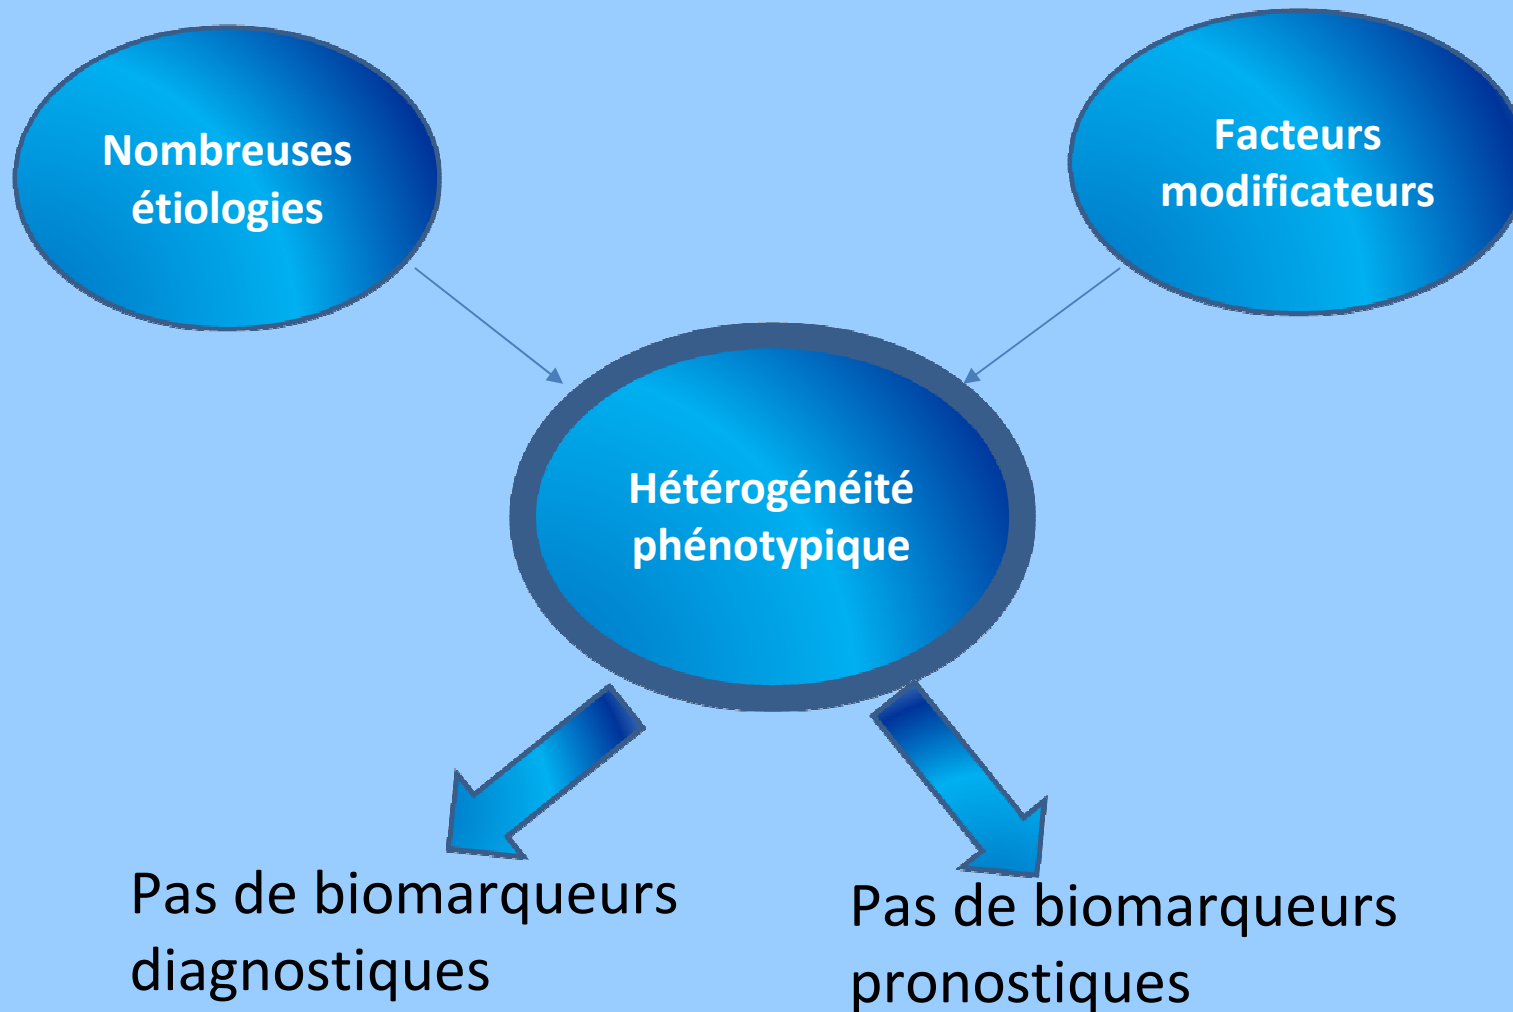 Nombreuses
étiologies
Facteurs
modificateurs
Hétérogénéité
phénotypique
Pas de biomarqueurs
diagnostiques
Pas de biomarqueurs
pronostiques